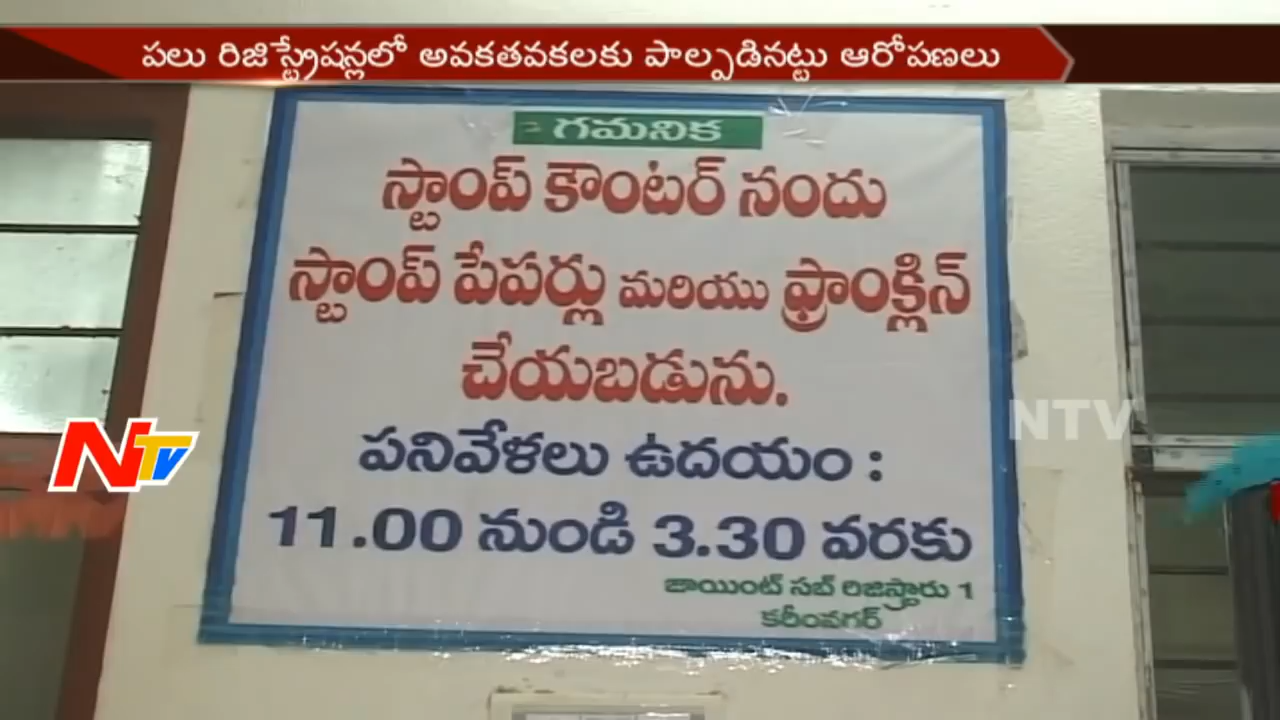 పలు రిజిస్ట్రేషన్లలో అవకతవకలకు పాల్పడినట్టు ఆరోపణలు
గమనిక
స్టాంప్ కౌంటర్ నందు
స్టాంప్ పేపర్లు మరియు ఫ్రాంక్లిన్
చేయబడును.
పనివేళలు ఉదయం :
11.00 నుండి 3.30 వరకు
జాయింట్ సబ్ రిజిస్త్రారు 1
కరీంనగర్
NTV
NTV